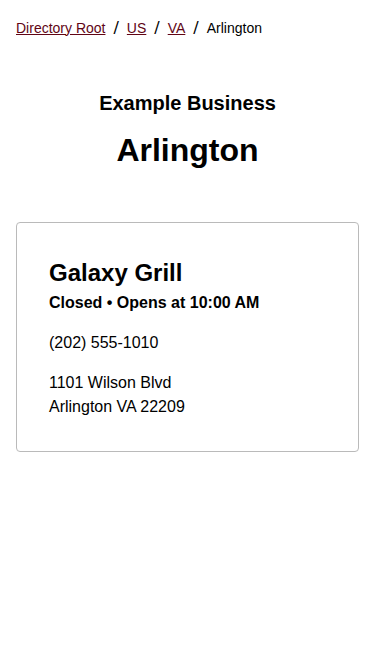 Directory Root / US / VA / Arlington
Example Business
Arlington
Galaxy Grill
Closed • Opens at 10:00 AM
(202) 555-1010
1101 Wilson Blvd
Arlington VA 22209